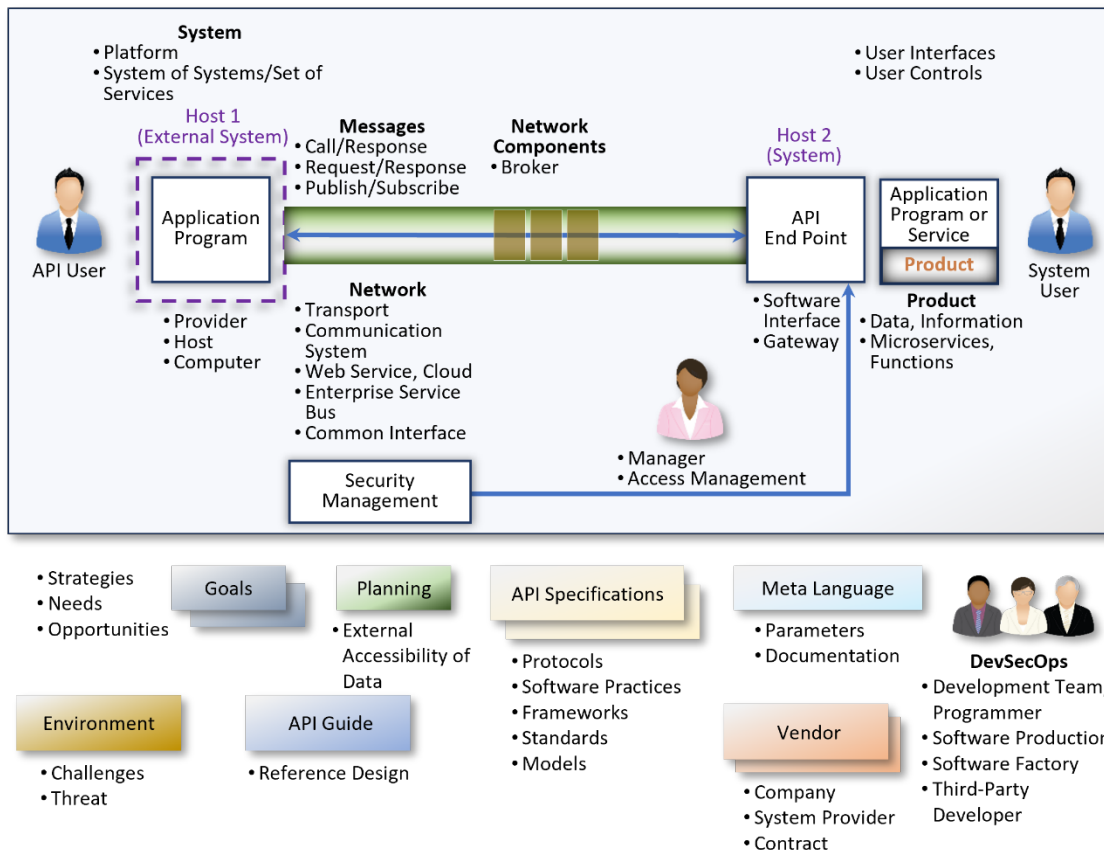 System
• Platform
• System of Systems/Set of
Services
• User Interfaces
• User Controls
Host 1
(External System)
Messages
• Call/Response
• Request/Response
• Publish/Subscribe
Network
Components
• Broker
Host 2
(System)
API User
Application
Program
API
End Point
Application
Program or
Service
Product
System
User
• Provider
• Host
• Computer
Network
• Transport
• Communication
System
• Web Service, Cloud
• Enterprise Service
Bus
• Common Interface
• Software
Interface
• Gateway
Product
• Data, Information
• Microservices,
Functions
• Manager
• Access Management
Security
Management
• Strategies
• Needs
• Opportunities
Goals
Planning
• External
Accessibility of
Data
API Specifications
• Protocols
• Software Practices
• Frameworks
• Standards
• Models
Meta Language
• Parameters
• Documentation
DevSecOps
• Development Team,
Programmer
• Software Production
• Software Factory
• Third-Party
Developer
Environment
• Challenges
• Threat
API Guide
• Reference Design
Vendor
• Company
• System Provider
• Contract